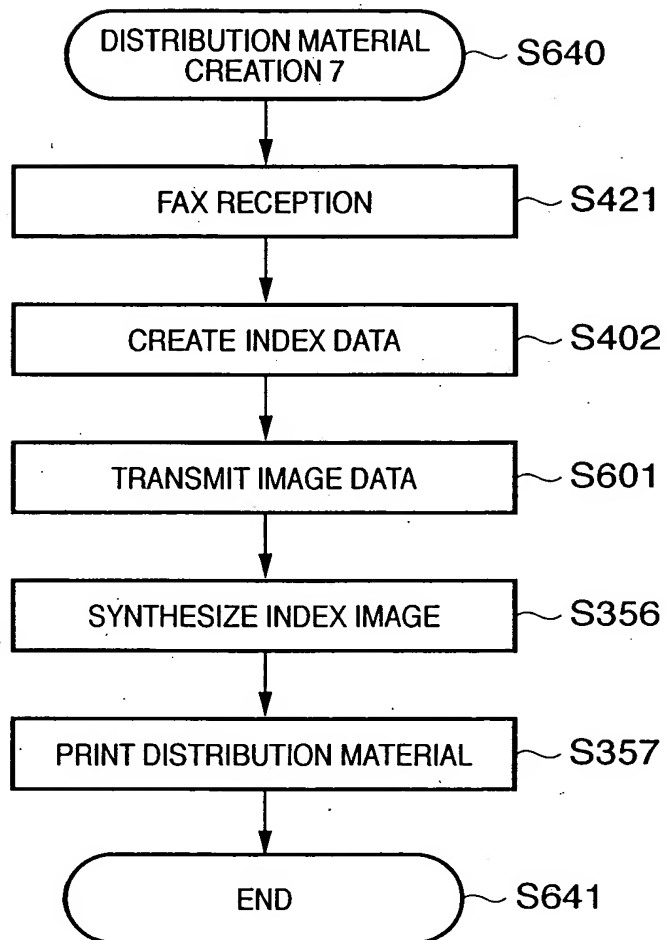 DISTRIBUTION MATERIAL
CREATION 7
S640
FAX RECEPTION
S421
CREATE INDEX DATA
S402
TRANSMIT IMAGE DATA
S601
SYNTHESIZE INDEX IMAGE
S356
PRINT DISTRIBUTION MATERIAL
S357
END
S641